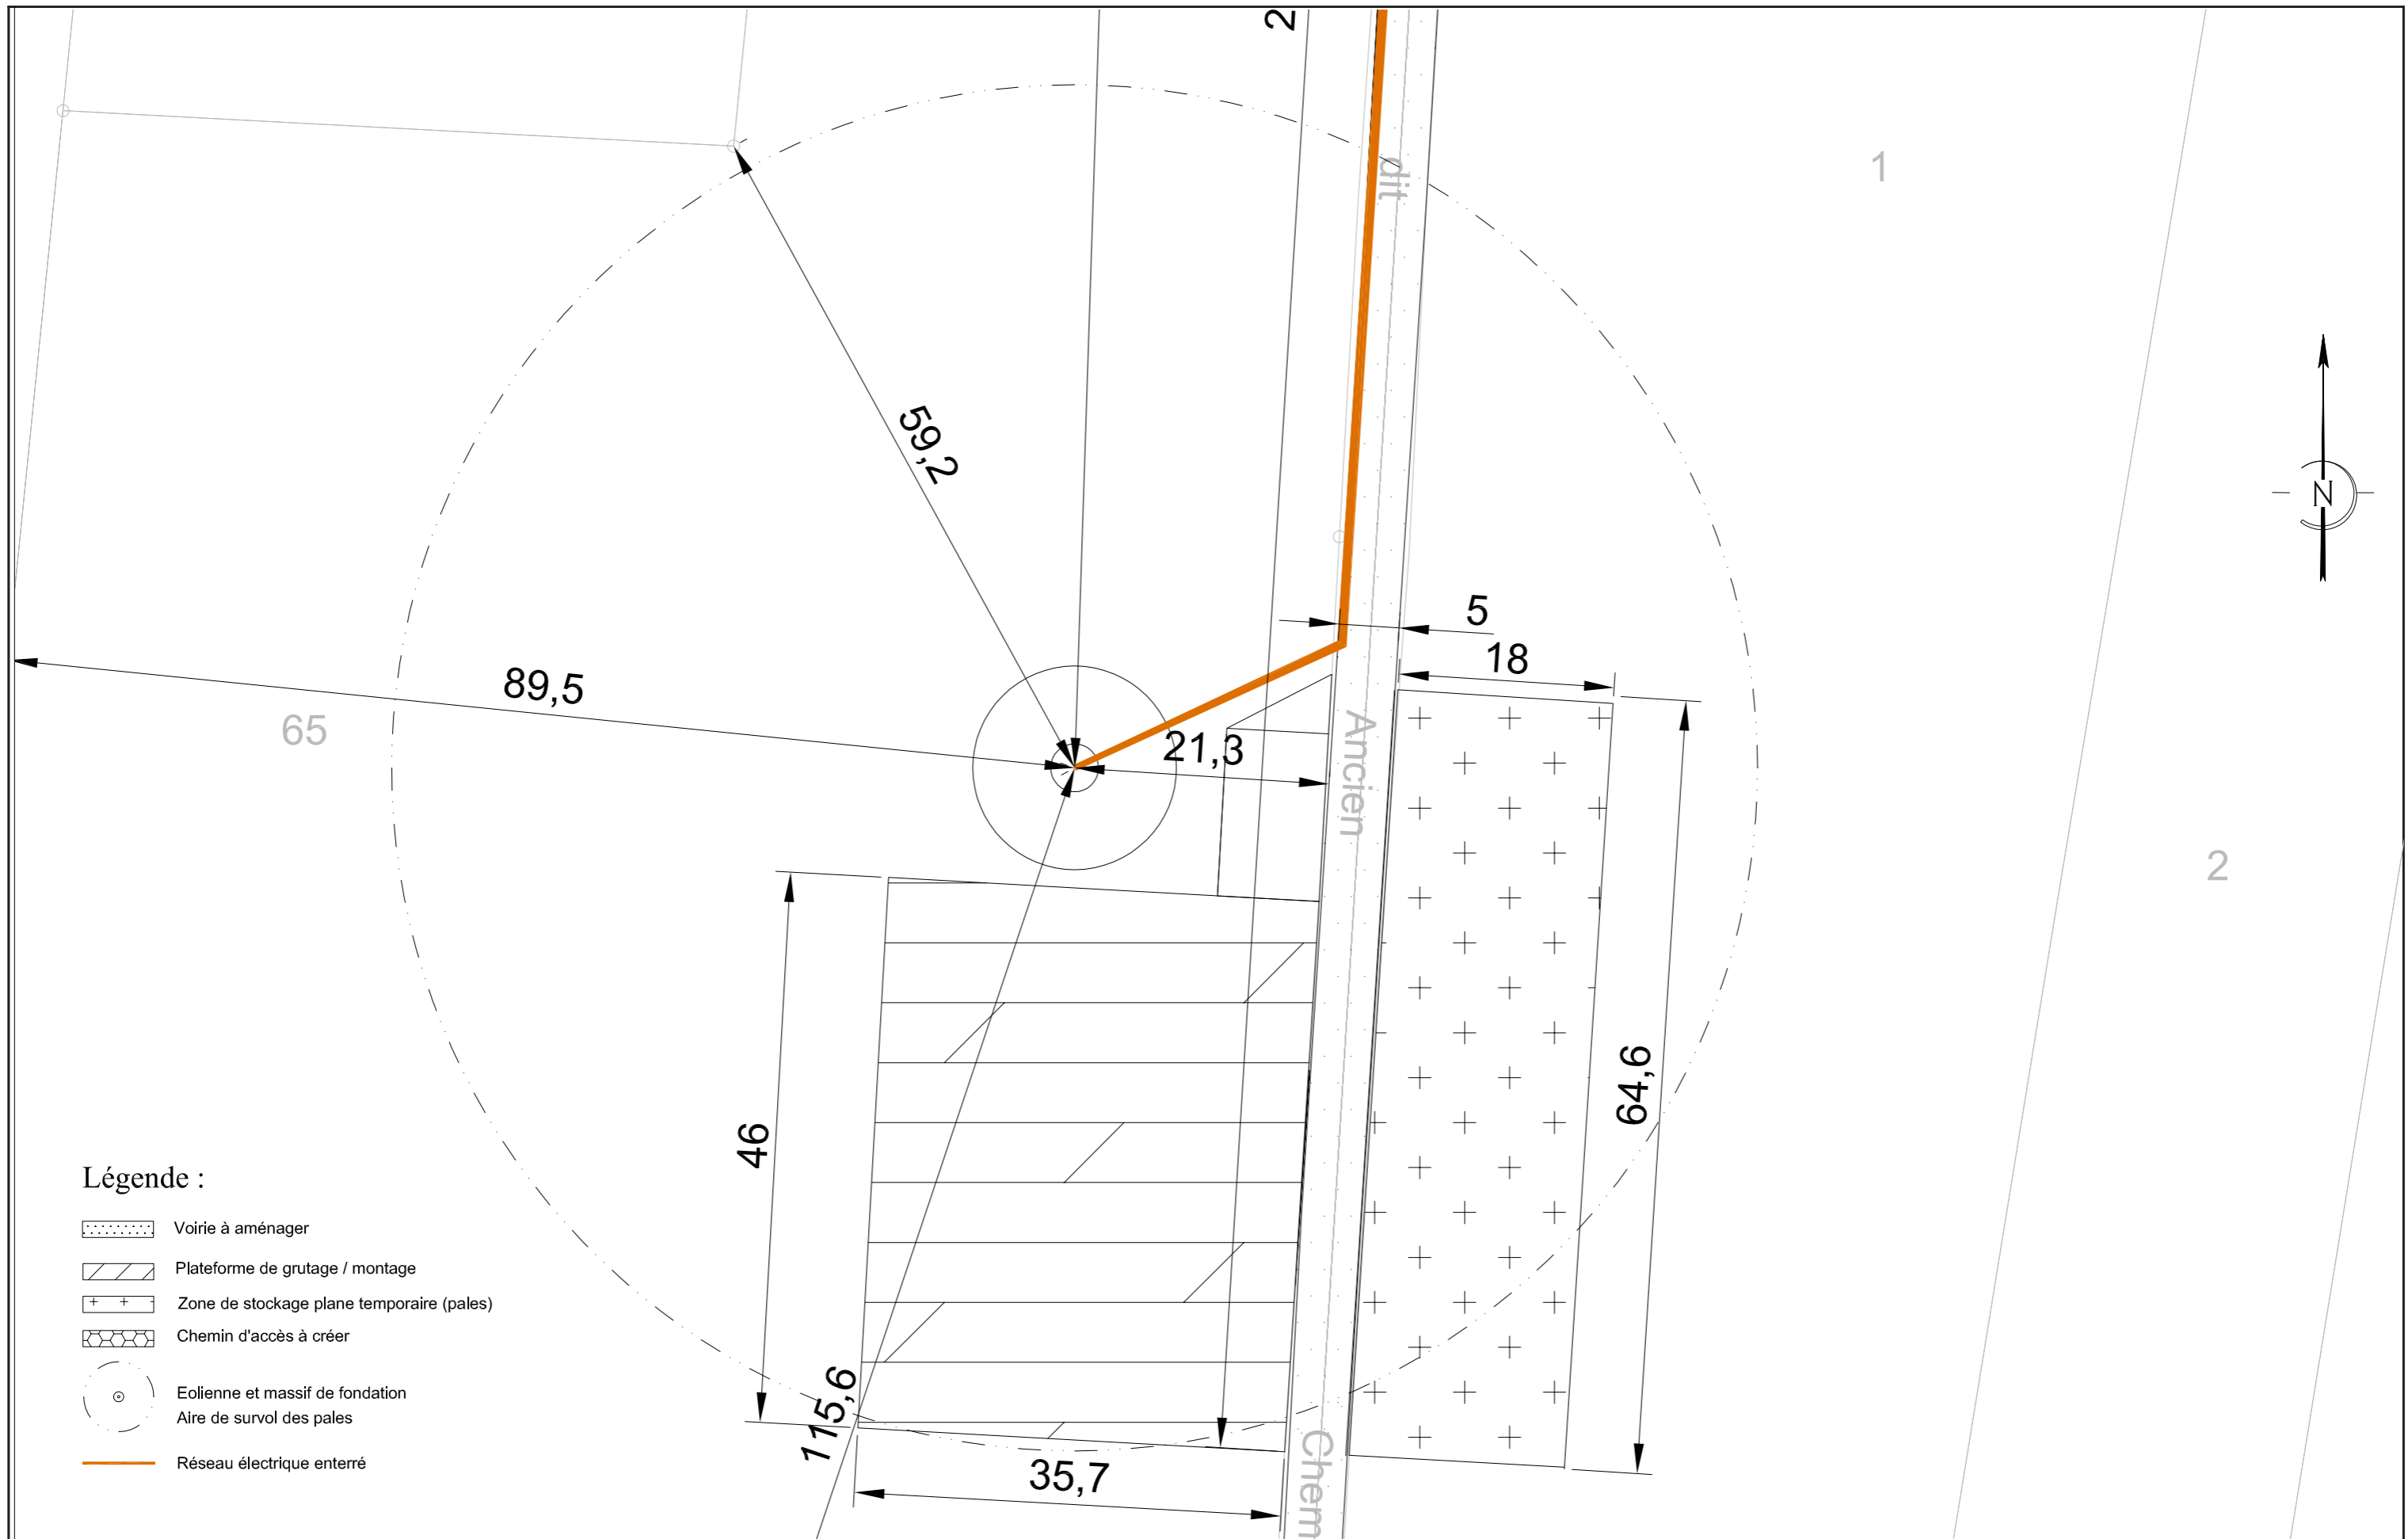 2
dit
1
59,2
N
5
18
89,5
65
21,3
Ancien
2
64,6
46
Légende :
Voirie à aménager
Plateforme de grutage / montage
Zone de stockage plane temporaire (pales)
Chemin d'accès à créer
Eolienne et massif de fondation
Aire de survol des pales
Réseau électrique enterré
115,6
35,7
Chem